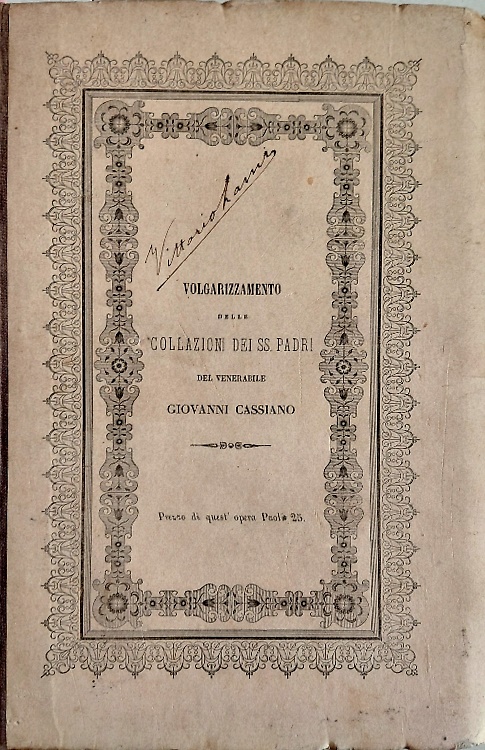 Vittorio
VOLGARIZZAMENTO
DELLE
COLLAZIONI DEI SS. PADRI
DEL VENERABILE
GIOVANNI CASSIANO
Prezzo di quest' opera Paoli 25.